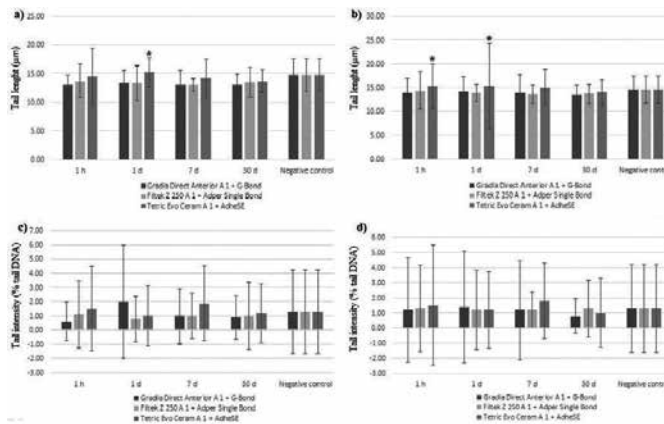 a)
Tail lenght (μm)
25.00
20.00
15.00
10.00
5.00
0.00
*
1 h
1 d
7 d
30 d
Negative control
Gradia Direct Anterior A 1 + G-Bond
Filtek Z 250 A 1 + Adper Single Bond
Tetric Evo Ceram A 1 + AdheSE
b)
Tail lenght (μm)
30.00
25.00
20.00
15.00
10.00
5.00
0.00
*
*
1 h
1 d
7 d
30 d
Negative control
Gradia Direct Anterior A 1 + G-Bond
Filtek Z 250 A 1 + Adper Single Bond
Tetric Evo Ceram A 1 + AdheSE
c)
Tail intensity (% tail DNA)
7.00
6.00
5.00
4.00
3.00
2.00
1.00
0.00
-1.00
-2.00
-3.00
1 h
1 d
7 d
30 d
Negative control
Gradia Direct Anterior A 1 + G-Bond
Filtek Z 250 A 1 + Adper Single Bond
Tetric Evo Ceram A 1 + AdheSE
d)
Tail intensity (% tail DNA)
6.00
5.00
4.00
3.00
2.00
1.00
0.00
-1.00
-2.00
-3.00
1 h
1 d
7 d
30 d
Negative control
Gradia Direct Anterior A 1 + G-Bond
Filtek Z 250 A 1 + Adper Single Bond
Tetric Evo Ceram A 1 + AdheSE